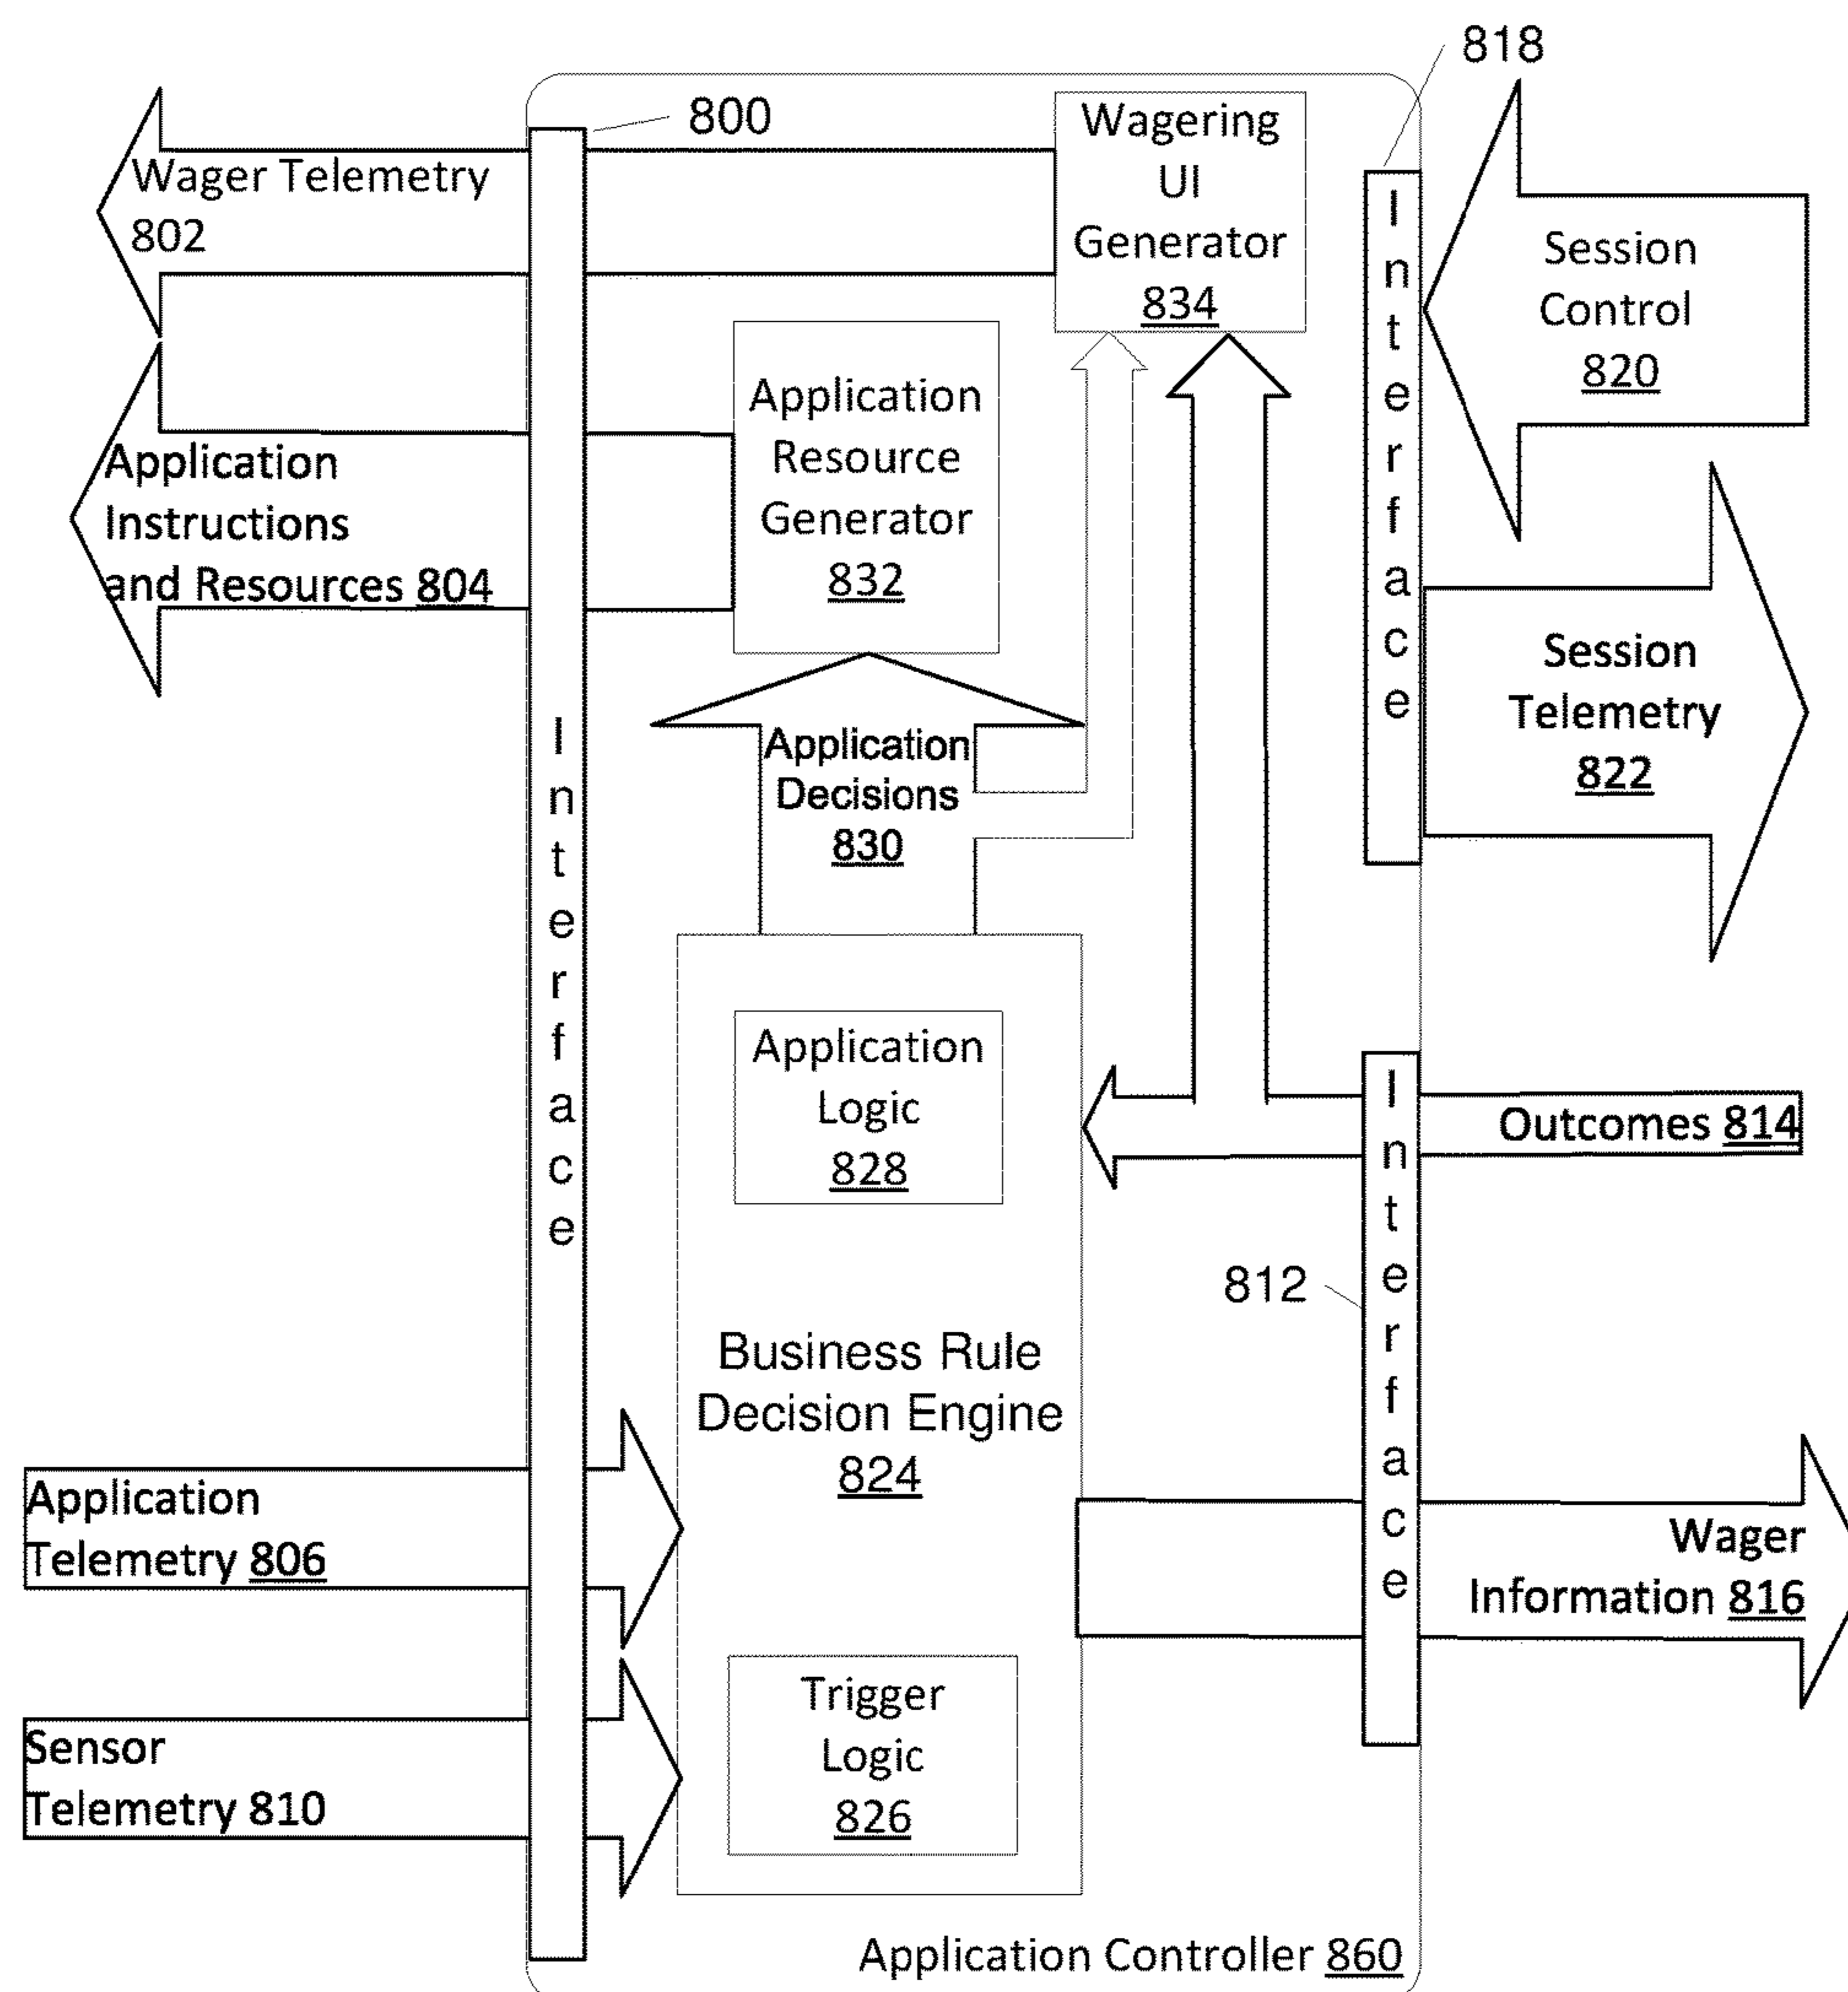 818
800
Wagering
UI
Generator
834
Wager Telemetry
802
Interface
Session
Control
820
Application
Resource
Generator
832
Application
Instructions
and Resources 804
Session
Telemetry
822
Interface
Application
Decisions
830
Application
Logic
828
Interface
Outcomes 814
812
Business Rule
Decision Engine
824
Application
Telemetry 806
Wager
Information 816
Trigger
Logic
826
Sensor
Telemetry 810
Application Controller 860